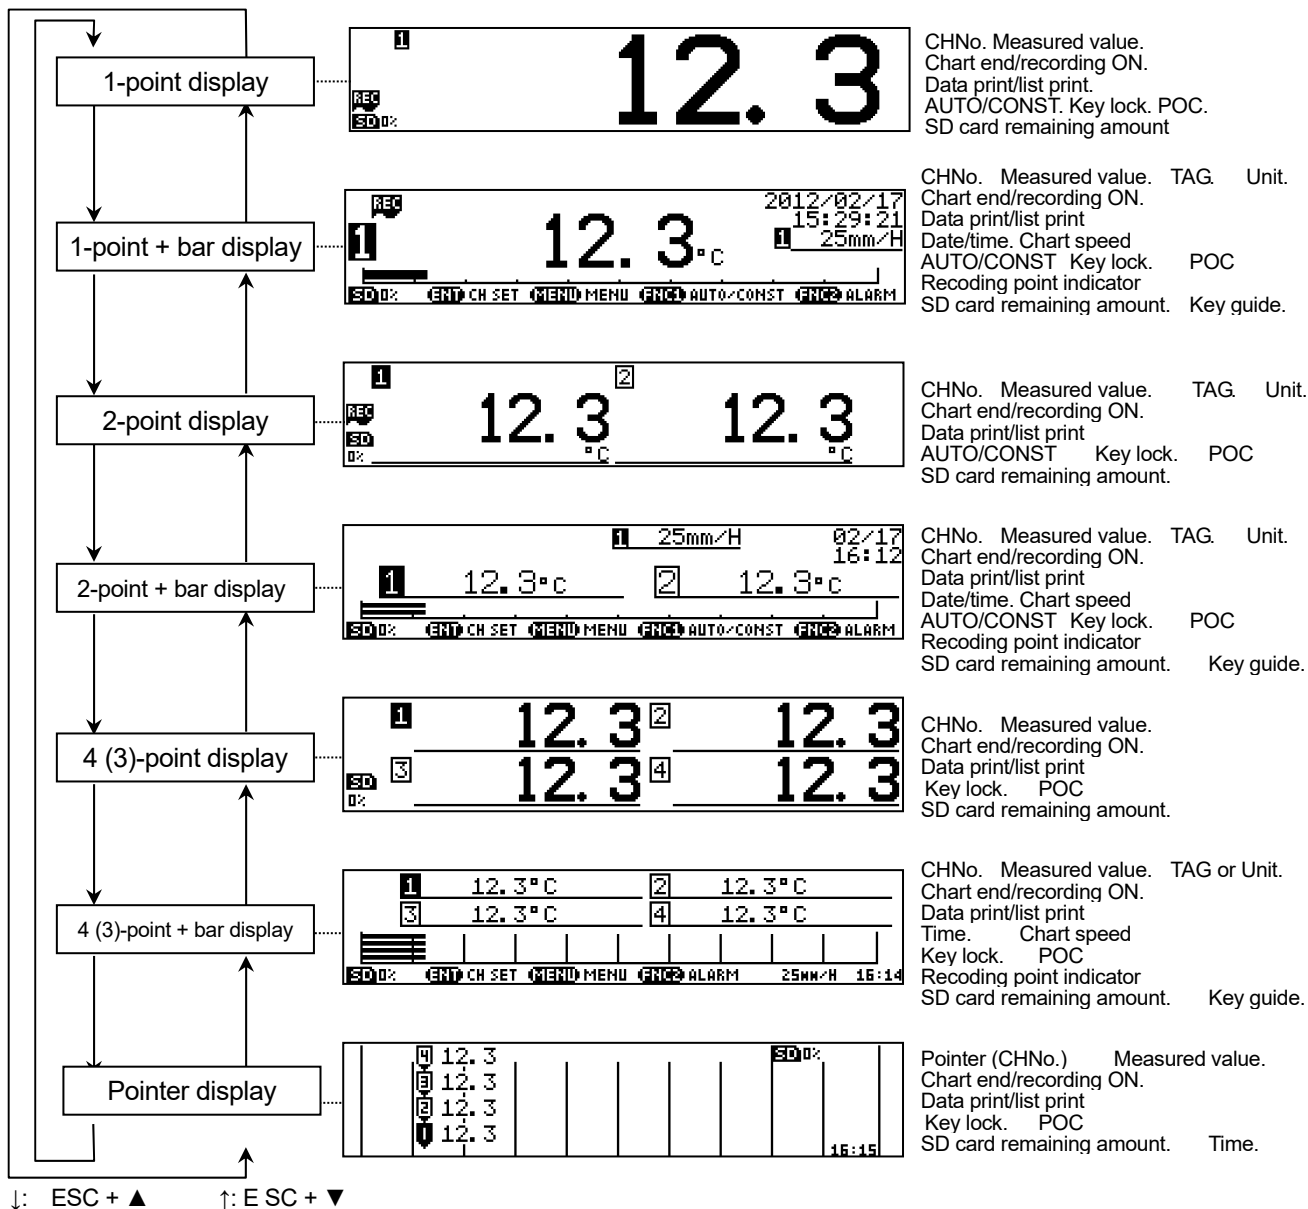 1-point display
1
12. 3
REC
SD 0%
CHNo. Measured value.
Chart end/recording ON.
Data print/list print.
AUTO/CONST. Key lock. POC.
SD card remaining amount
1-point + bar display
REC
2012/02/17
15:29:21
1 25mm/H
1 12. 3°C
SD 0% ENT CH SET MENU MENU FNC1 AUTO/CONST FNC2 ALARM
CHNo. Measured value. TAG. Unit.
Chart end/recording ON.
Data print/list print
Date/time. Chart speed
AUTO/CONST Key lock. POC
Recoding point indicator
SD card remaining amount. Key guide.
2-point display
1 2
REC 12. 3 12. 3
SD
0% °C °C
CHNo. Measured value. TAG. Unit.
Chart end/recording ON.
Data print/list print
AUTO/CONST Key lock. POC
SD card remaining amount.
2-point + bar display
1 25mm/H 02/17
16:12
1 12. 3°C 2 12. 3°C
SD 0% ENT CH SET MENU MENU FNC1 AUTO/CONST FNC2 ALARM
CHNo. Measured value. TAG. Unit.
Chart end/recording ON.
Data print/list print
Date/time. Chart speed
AUTO/CONST Key lock. POC
Recoding point indicator
SD card remaining amount. Key guide.
4 (3)-point display
1 12. 3 2 12. 3
3 12. 3 4 12. 3
SD
0%
CHNo. Measured value.
Chart end/recording ON.
Data print/list print
Key lock. POC
SD card remaining amount.
4 (3)-point + bar display
1 12. 3°C 2 12. 3°C
3 12. 3°C 4 12. 3°C
SD 0% ENT CH SET MENU MENU FNC2 ALARM 25MM/H 16:14
CHNo. Measured value. TAG or Unit.
Chart end/recording ON.
Data print/list print
Time. Chart speed
Key lock. POC
Recoding point indicator
SD card remaining amount. Key guide.
Pointer display
4 12. 3 SD 0%
3 12. 3
2 12. 3
1 12. 3
16:15
Pointer (CHNo.) Measured value.
Chart end/recording ON.
Data print/list print
Key lock. POC
SD card remaining amount. Time.
↓: ESC + ▲ ↑: E SC + ▼